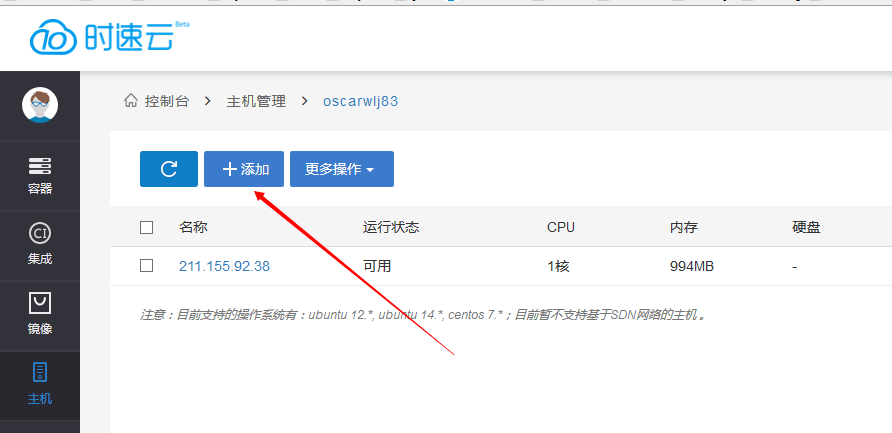 时速云 Beta
控制台 > 主机管理 > oscarwlj83
添加 更多操作
容器
名称 运行状态 CPU 内存 硬盘
CI
集成
211.155.92.38 可用 1核 994MB -
注意：目前支持的操作系统有：ubuntu 12.*, ubuntu 14.*, centos 7.*；目前暂不支持基于SDN网络的主机 。
镜像
主机